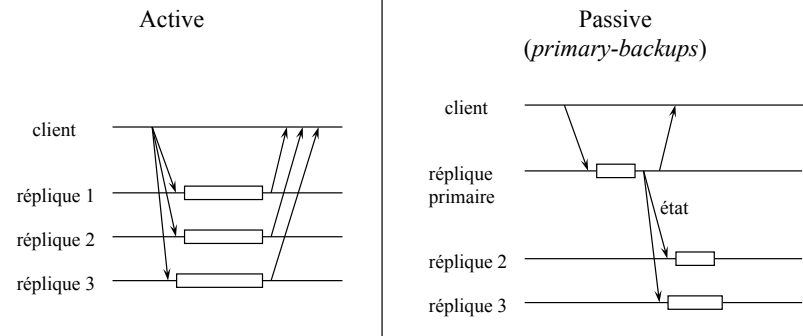 Active
client
réplique 1
réplique 2
réplique 3
Passive
(primary-backups)
client
réplique
primaire
état
réplique 2
réplique 3